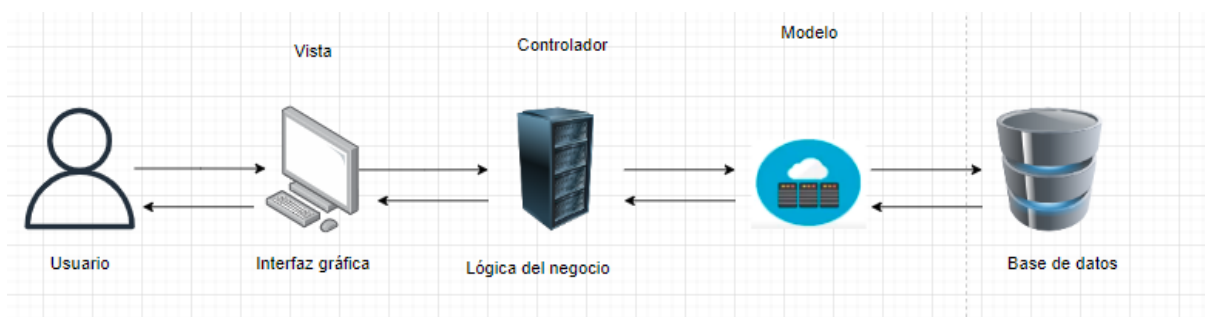 Vista
Controlador
Modelo
Usuario
Interfaz gráfica
Lógica del negocio
Base de datos